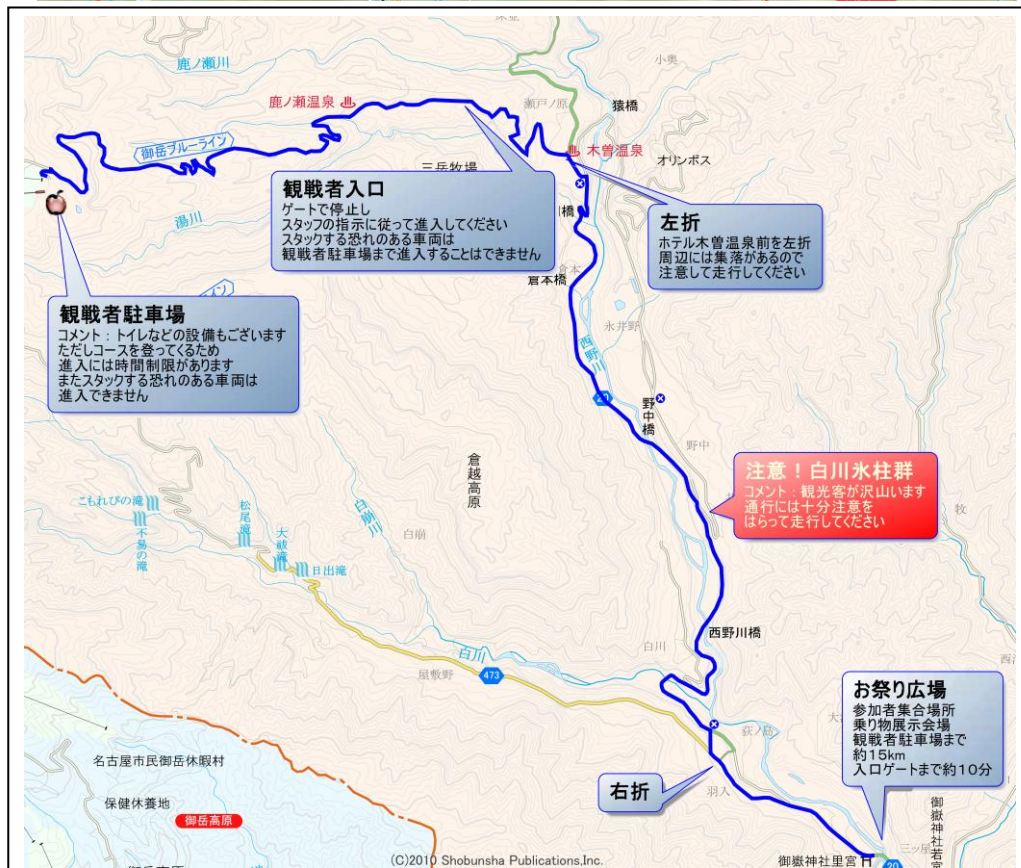 鹿ノ瀬川
小奥
鹿ノ瀬温泉
瀬戸ノ原
猿橋
御岳ブルーライン
木曽温泉
オリンポス
三岳牧場
観戦者入口
ゲートで停止し
スタッフの指示に従って進入してください
スタックする恐れのある車両は
観戦者駐車場まで進入することはできません
左折
ホテル木曽温泉前を左折
周辺には集落があるので
注意して走行してください
湯川
倉本
倉本橋
観戦者駐車場
コメント：トイレなどの設備もございます
ただしコースを登ってくるため
進入には時間制限があります
またスタックする恐れのある車両は
進入できません
永井野
西野川
20
野中橋
野中
倉越高原
注意！白川氷柱群
コメント：観光客が沢山います
通行には十分注意を
はらって走行してください
牧
こもれびの滝
不易の滝
松尾滝
大祓滝
日出滝
白崩川
白崩
西野川橋
白川
白川
屋敷野
473
お祭り広場
参加者集合場所
乗り物展示会場
観戦者駐車場まで
約15km
入口ゲートまで約10分
荻ノ島
右折
羽入
名古屋市民御岳休暇村
保健休養地
御岳高原
三ツ屋
御嶽神社若宮
御嶽神社里宮
20
(C)2010 Shobunsha Publications,Inc.